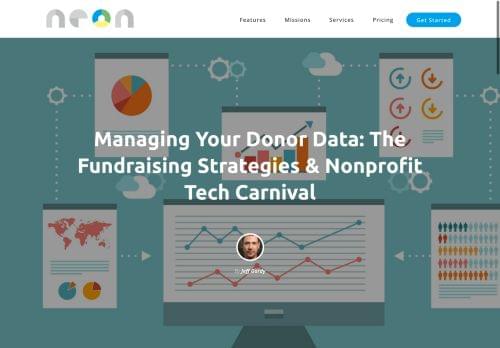 neon
Features Missions Services Pricing Get Started
Managing Your Donor Data: The
Fundraising Strategies & Nonprofit
Tech Carnival
By Jeff Gordy